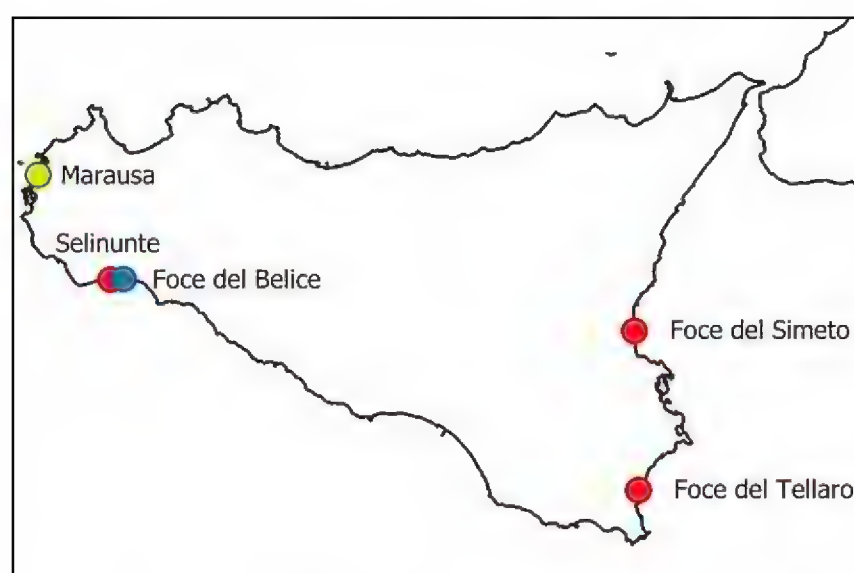 Marausa
Selinunte
Foce del Belice
Foce del Simeto
Foce del Tellaro